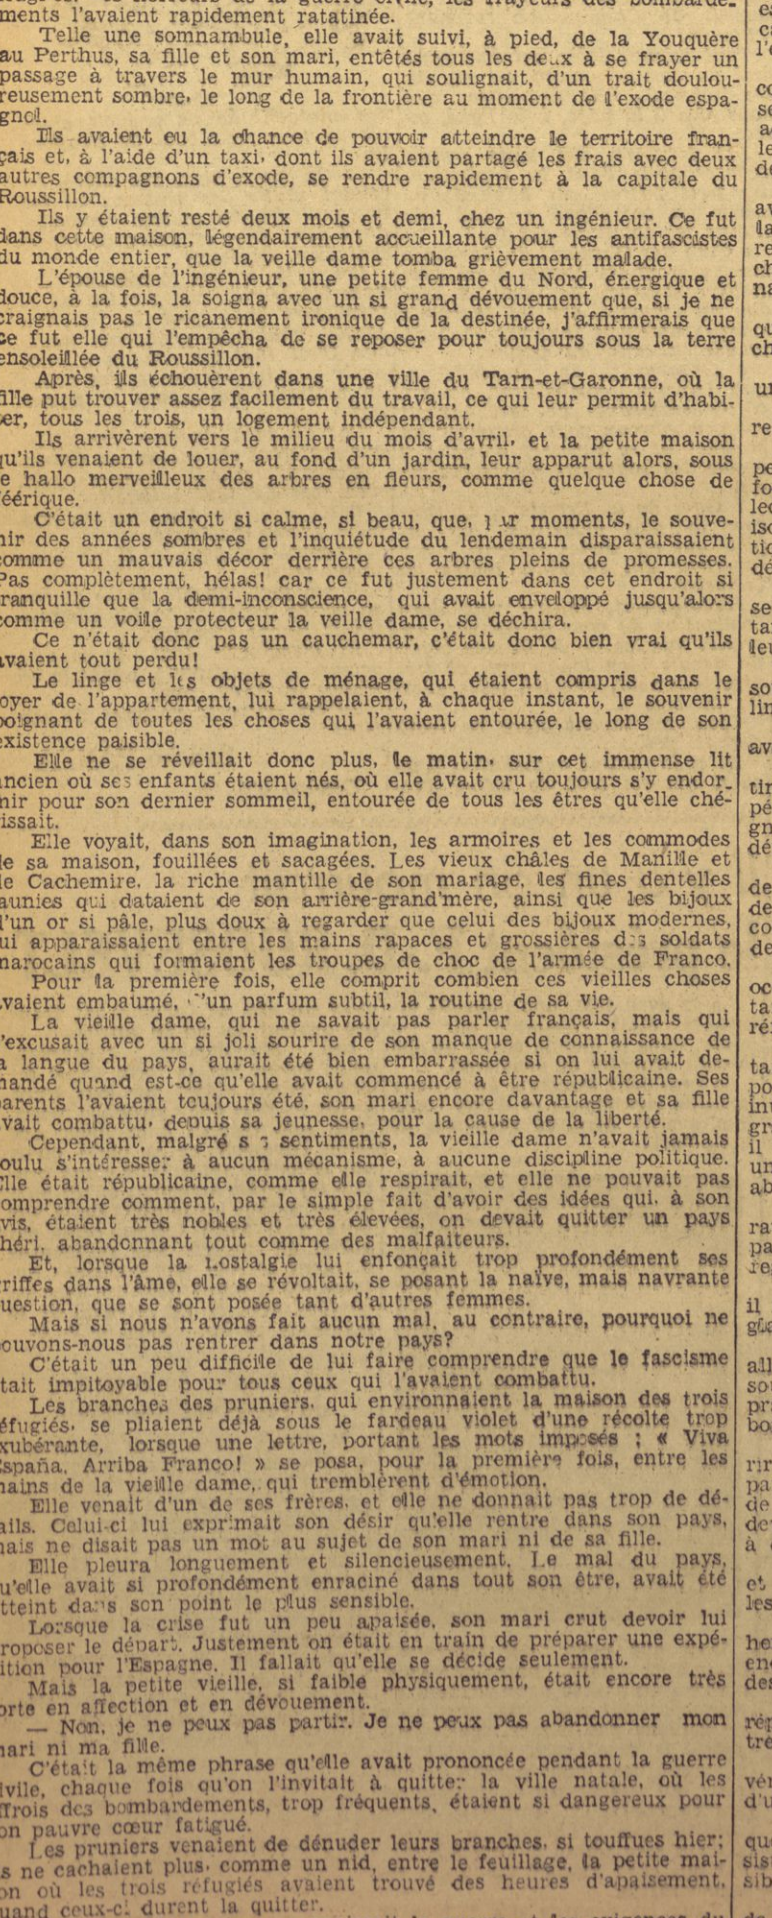 ments l'avaient rapidement ratatinée.
Telle une somnambule, elle avait suivi, à pied, de la Youquère
au Perthus, sa fille et son mari, entêtés tous les deux à se frayer un
passage à travers le mur humain, qui soulignait, d'un trait doulou-
reusement sombre, le long de la frontière au moment de l'exode espa-
gnol.
Ils avaient eu la chance de pouvoir atteindre le territoire fran-
çais et, à l'aide d'un taxi, dont ils avaient partagé les frais avec deux
autres compagnons d'exode, se rendre rapidement à la capitale du
Roussillon.
Ils y étaient resté deux mois et demi, chez un ingénieur. Ce fut
dans cette maison, légendairement accueillante pour les antifascistes
du monde entier, que la veille dame tomba grièvement malade.
L'épouse de l'ingénieur, une petite femme du Nord, énergique et
douce, à la fois, la soigna avec un si grand dévouement que, si je ne
craignais pas le ricanement ironique de la destinée, j'affirmerais que
ce fut elle qui l'empêcha de se reposer pour toujours sous la terre
ensoleillée du Roussillon.
Après, ils échouèrent dans une ville du Tarn-et-Garonne, où la
fille put trouver assez facilement du travail, ce qui leur permit d'habi-
ter, tous les trois, un logement indépendant.
Ils arrivèrent vers le milieu du mois d'avril, et la petite maison
qu'ils venaient de louer, au fond d'un jardin, leur apparut alors, sous
le hallo merveilleux des arbres en fleurs, comme quelque chose de
féérique.
C'était un endroit si calme, si beau, que, par moments, le souve-
nir des années sombres et l'inquiétude du lendemain disparaissaient
comme un mauvais décor derrière ces arbres pleins de promesses.
Pas complètement, hélas! car ce fut justement dans cet endroit si
tranquille que la demi-inconscience, qui avait enveloppé jusqu'alors
comme un voile protecteur la veille dame, se déchira.
Ce n'était donc pas un cauchemar, c'était donc bien vrai qu'ils
avaient tout perdu!
Le linge et les objets de ménage, qui étaient compris dans le
loyer de l'appartement, lui rappelaient, à chaque instant, le souvenir
poignant de toutes les choses qui l'avaient entourée, le long de son
existence paisible.
Elle ne se réveillait donc plus, le matin, sur cet immense lit
ancien où ses enfants étaient nés, où elle avait cru toujours s'y endor-
mir pour son dernier sommeil, entourée de tous les êtres qu'elle ché-
rissait.
Elle voyait, dans son imagination, les armoires et les commodes
de sa maison, fouillées et sacagées. Les vieux châles de Manille et
de Cachemire, la riche mantille de son mariage, les fines dentelles
jaunies qui dataient de son arrière-grand'mère, ainsi que les bijoux
d'un or si pâle, plus doux à regarder que celui des bijoux modernes,
lui apparaissaient entre les mains rapaces et grossières des soldats
marocains qui formaient les troupes de choc de l'armée de Franco.
Pour la première fois, elle comprit combien ces vieilles choses
avaient embaumé, d'un parfum subtil, la routine de sa vie.
La vieille dame, qui ne savait pas parler français, mais qui
s'excusait avec un si joli sourire de son manque de connaissance de
la langue du pays, aurait été bien embarrassée si on lui avait de-
mandé quand est-ce qu'elle avait commencé à être républicaine. Ses
parents l'avaient toujours été, son mari encore davantage et sa fille
avait combattu, depuis sa jeunesse, pour la cause de la liberté.
Cependant, malgré ses sentiments, la vieille dame n'avait jamais
voulu s'intéresser à aucun mécanisme, à aucune discipline politique.
Elle était républicaine, comme elle respirait, et elle ne pouvait pas
comprendre comment, par le simple fait d'avoir des idées qui, à son
avis, étaient très nobles et très élevées, on devait quitter un pays
chéri, abandonnant tout comme des malfaiteurs.
Et, lorsque la nostalgie lui enfonçait trop profondément ses
griffes dans l'âme, elle se révoltait, se posant la naïve, mais navrante
question, que se sont posée tant d'autres femmes.
Mais si nous n'avons fait aucun mal, au contraire, pourquoi ne
pouvons-nous pas rentrer dans notre pays?
C'était un peu difficile de lui faire comprendre que le fascisme
était impitoyable pour tous ceux qui l'avaient combattu.
Les branches des pruniers, qui environnaient la maison des trois
réfugiés, se pliaient déjà sous le fardeau violet d'une récolte trop
exubérante, lorsque une lettre, portant les mots imposés : « Viva
España, Arriba Franco! » se posa, pour la première fois, entre les
mains de la vieille dame, qui tremblèrent d'émotion.
Elle venait d'un de ses frères, et elle ne donnait pas trop de dé-
tails. Celui-ci lui exprimait son désir qu'elle rentre dans son pays,
mais ne disait pas un mot au sujet de son mari ni de sa fille.
Elle pleura longuement et silencieusement. Le mal du pays,
qu'elle avait si profondément enraciné dans tout son être, avait été
atteint dans son point le plus sensible.
Lorsque la crise fut un peu apaisée, son mari crut devoir lui
proposer le départ. Justement on était en train de préparer une expé-
dition pour l'Espagne. Il fallait qu'elle se décide seulement.
Mais la petite vieille, si faible physiquement, était encore très
forte en affection et en dévouement.
— Non, je ne peux pas partir. Je ne peux pas abandonner mon
mari ni ma fille.
C'était la même phrase qu'elle avait prononcée pendant la guerre
civile, chaque fois qu'on l'invitait à quitter la ville natale, où les
effrois des bombardements, trop fréquents, étaient si dangereux pour
son pauvre cœur fatigué.
Les pruniers venaient de dénuder leurs branches, si touffues hier;
ils ne cachaient plus, comme un nid, entre le feuillage, la petite mai-
son où les trois réfugiés avaient trouvé des heures d'apaisement,
quand ceux-ci durent la quitter.